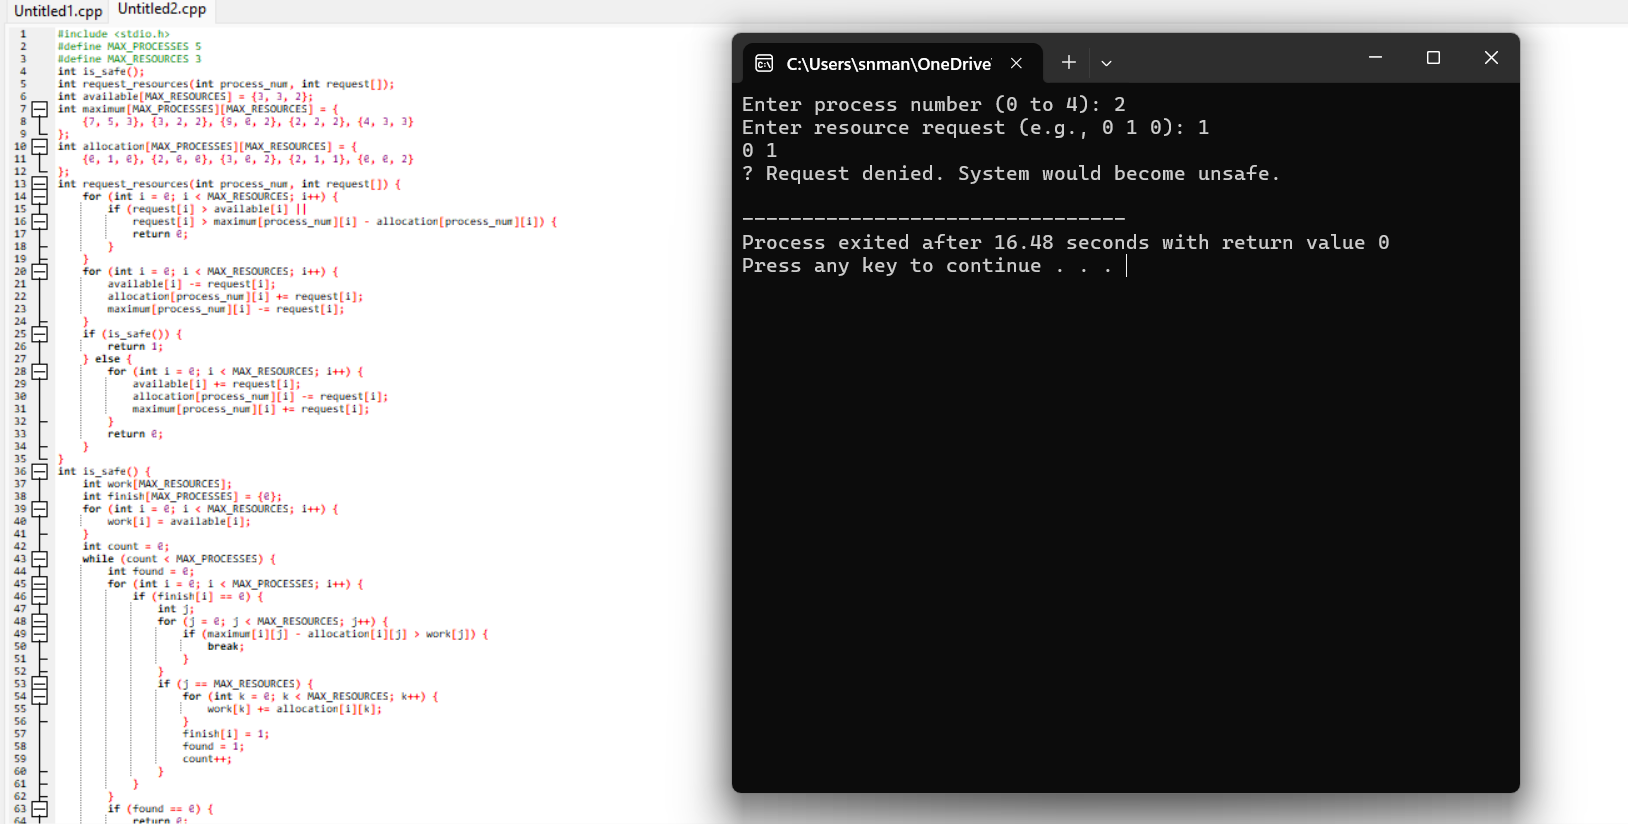 Untitled1.cpp Untitled2.cpp
1 #include <stdio.h>
2 #define MAX_PROCESSES 5
3 #define MAX_RESOURCES 3
4 int is_safe();
5 int request_resources(int process_num, int request[]);
6 int available[MAX_RESOURCES] = {3, 3, 2};
7 int maximum[MAX_PROCESSES][MAX_RESOURCES] = {
8 {7, 5, 3}, {3, 2, 2}, {9, 0, 2}, {2, 2, 2}, {4, 3, 3}
9 };
10 int allocation[MAX_PROCESSES][MAX_RESOURCES] = {
11 {0, 1, 0}, {2, 0, 0}, {3, 0, 2}, {2, 1, 1}, {0, 0, 2}
12 };
13 int request_resources(int process_num, int request[]) {
14 for (int i = 0; i < MAX_RESOURCES; i++) {
15 if (request[i] > available[i] ||
16 request[i] > maximum[process_num][i] - allocation[process_num][i]) {
17 return 0;
18 }
19 }
20 for (int i = 0; i < MAX_RESOURCES; i++) {
21 available[i] -= request[i];
22 allocation[process_num][i] += request[i];
23 maximum[process_num][i] -= request[i];
24 }
25 if (is_safe()) {
26 return 1;
27 } else {
28 for (int i = 0; i < MAX_RESOURCES; i++) {
29 available[i] += request[i];
30 allocation[process_num][i] -= request[i];
31 maximum[process_num][i] += request[i];
32 }
33 return 0;
34 }
35 }
36 int is_safe() {
37 int work[MAX_RESOURCES];
38 int finish[MAX_PROCESSES] = {0};
39 for (int i = 0; i < MAX_RESOURCES; i++) {
40 work[i] = available[i];
41 }
42 int count = 0;
43 while (count < MAX_PROCESSES) {
44 int found = 0;
45 for (int i = 0; i < MAX_PROCESSES; i++) {
46 if (finish[i] == 0) {
47 int j;
48 for (j = 0; j < MAX_RESOURCES; j++) {
49 if (maximum[i][j] - allocation[i][j] > work[j]) {
50 break;
51 }
52 }
53 if (j == MAX_RESOURCES) {
54 for (int k = 0; k < MAX_RESOURCES; k++) {
55 work[k] += allocation[i][k];
56 }
57 finish[i] = 1;
58 found = 1;
59 count++;
60 }
61 }
62 }
63 if (found == 0) {
64 return 0;
C:\Users\snman\OneDrive
Enter process number (0 to 4): 2
Enter resource request (e.g., 0 1 0): 1
0 1
? Request denied. System would become unsafe.
--------------------------------
Process exited after 16.48 seconds with return value 0
Press any key to continue . . .